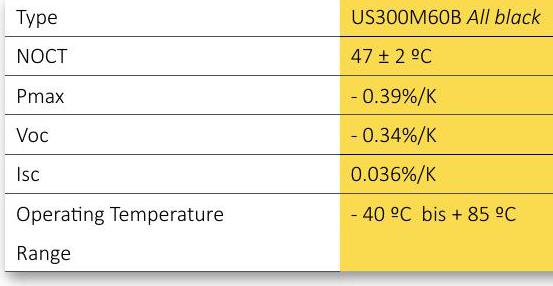 Type US300M60B All black
NOCT 47 ± 2 ºC
Pmax - 0.39%/K
Voc - 0.34%/K
Isc 0.036%/K
Operating Temperature - 40 ºC bis + 85 ºC
Range